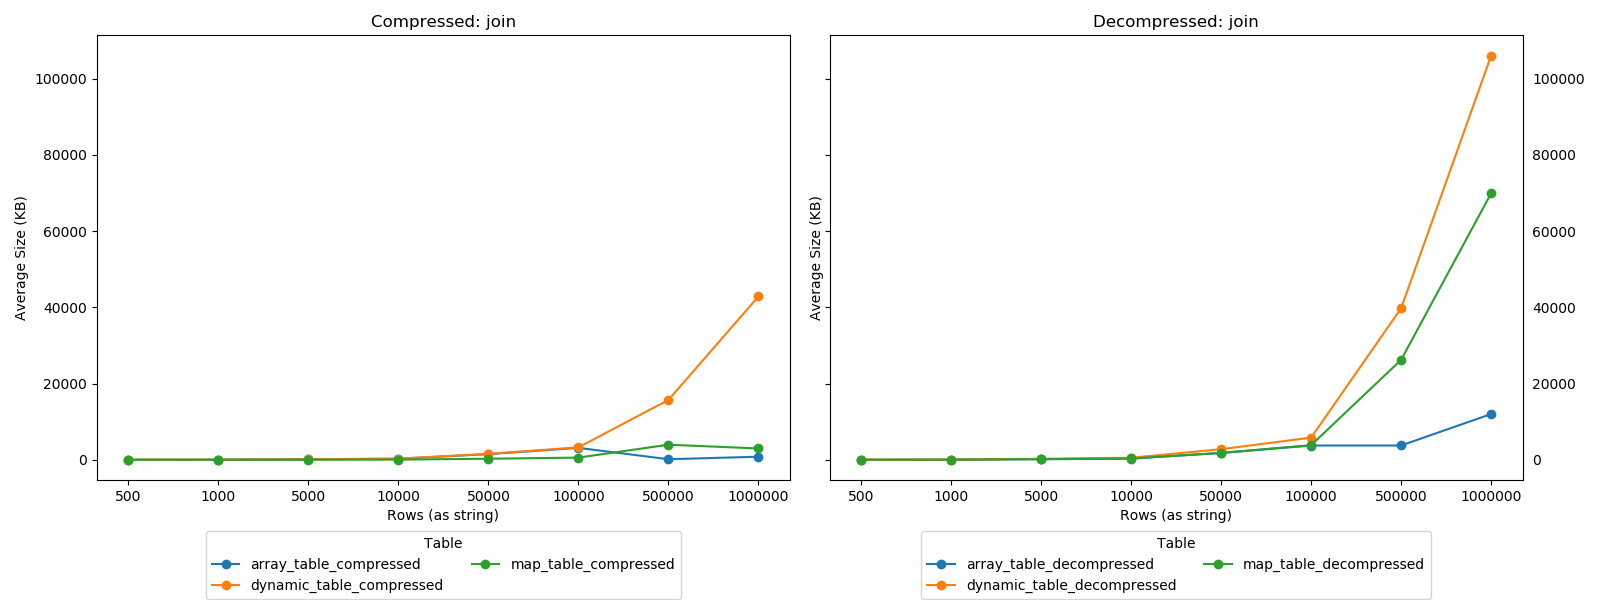 Compressed: join
Average Size (KB)
100000
80000
60000
40000
20000
0
500 1000 5000 10000 50000 100000 500000 1000000
Rows (as string)
Table
array_table_compressed map_table_compressed
dynamic_table_compressed
Decompressed: join
Average Size (KB)
100000
80000
60000
40000
20000
0
500 1000 5000 10000 50000 100000 500000 1000000
Rows (as string)
Table
array_table_decompressed map_table_decompressed
dynamic_table_decompressed